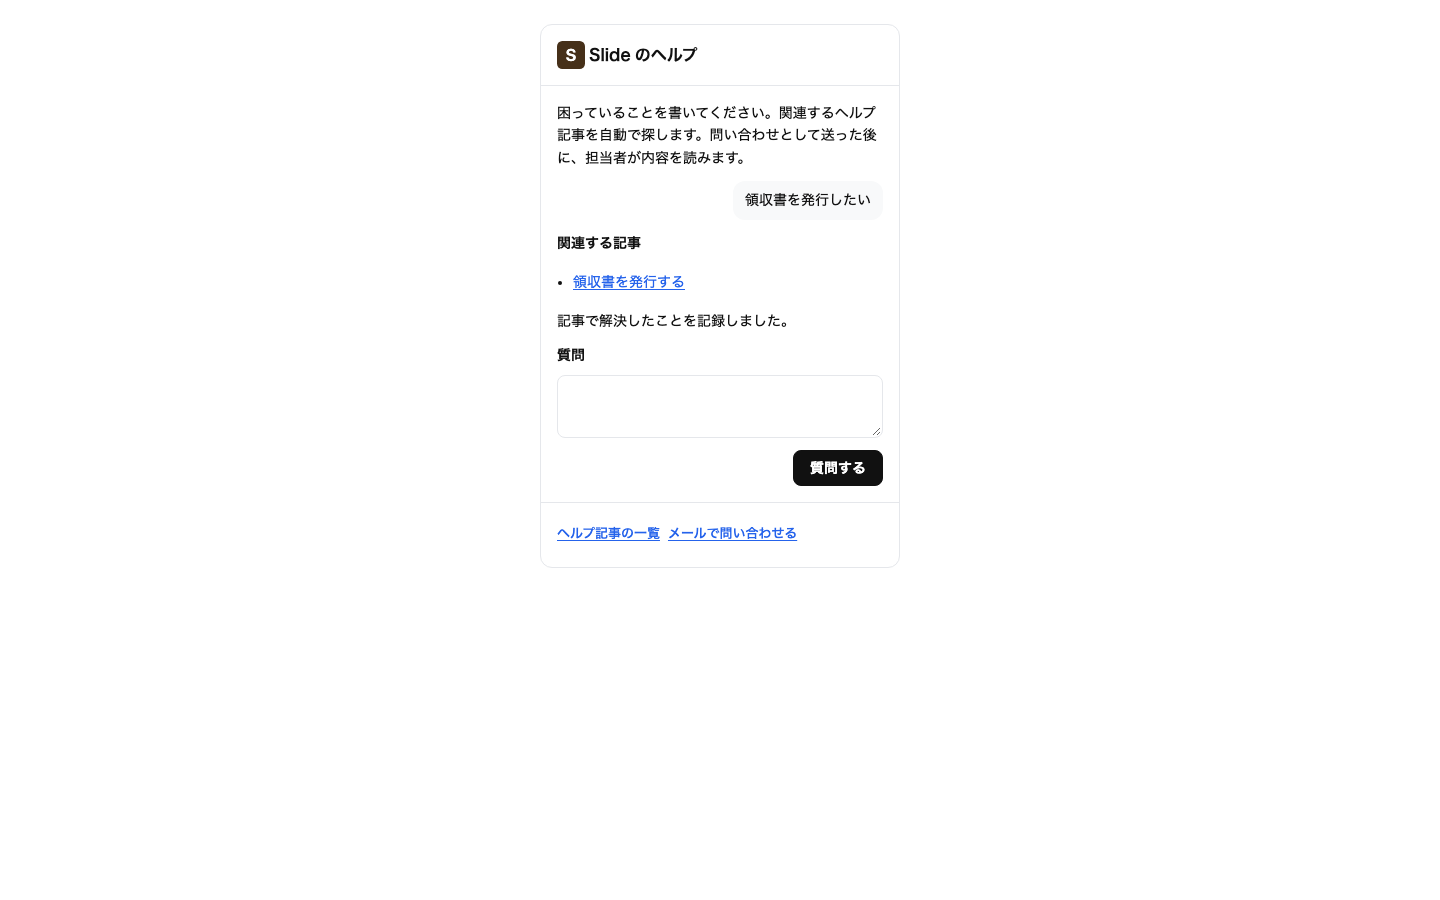 S Slide のヘルプ
困っていることを書いてください。関連するヘルプ
記事を自動で探します。問い合わせとして送った後
に、担当者が内容を読みます。
領収書を発行したい
関連する記事
• 領収書を発行する
記事で解決したことを記録しました。
質問
質問する
ヘルプ記事の一覧 メールで問い合わせる